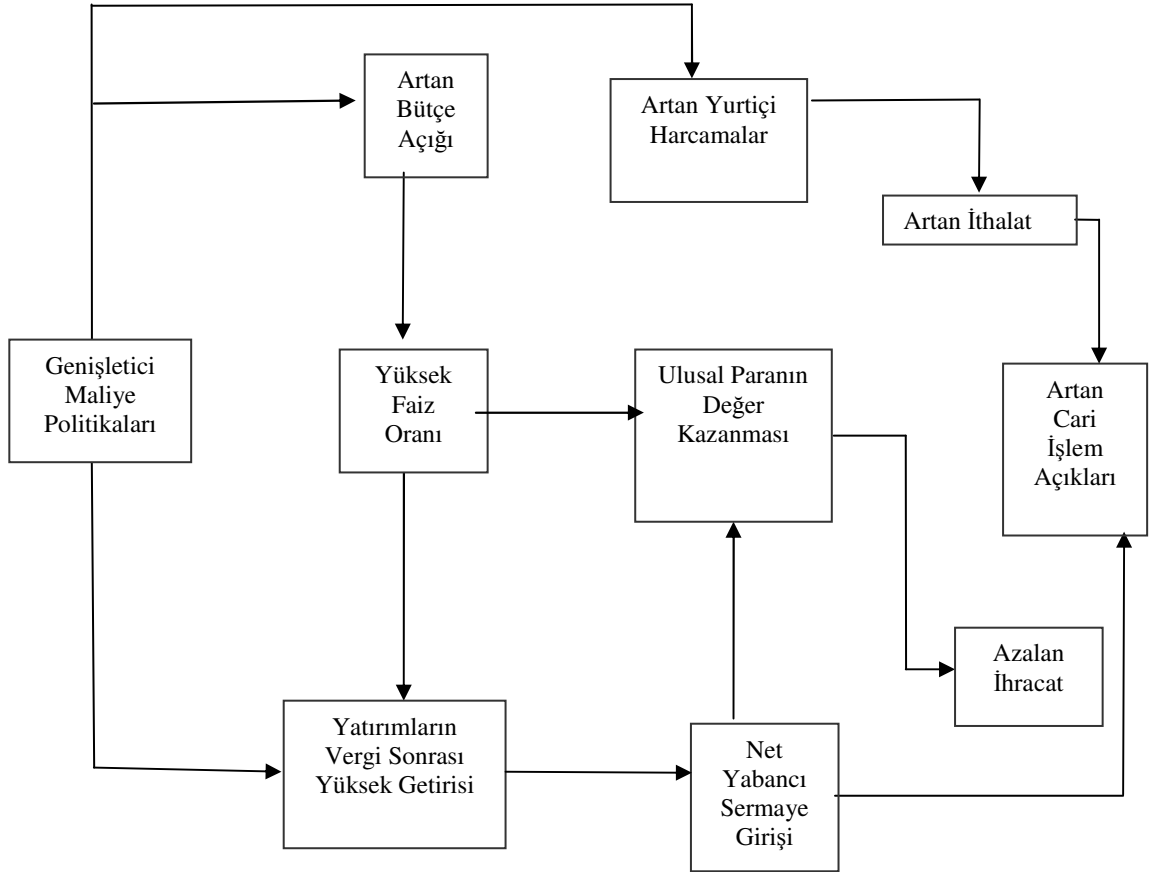 Artan
Bütçe
Açığı
Artan Yurtiçi
Harcamalar
Artan İthalat
Genişletici
Maliye
Politikaları
Yüksek
Faiz
Oranı
Ulusal Paranın
Değer
Kazanması
Artan
Cari
İşlem
Açıkları
Azalan
İhracat
Yatırımların
Vergi Sonrası
Yüksek Getirisi
Net
Yabancı
Sermaye
Girişi